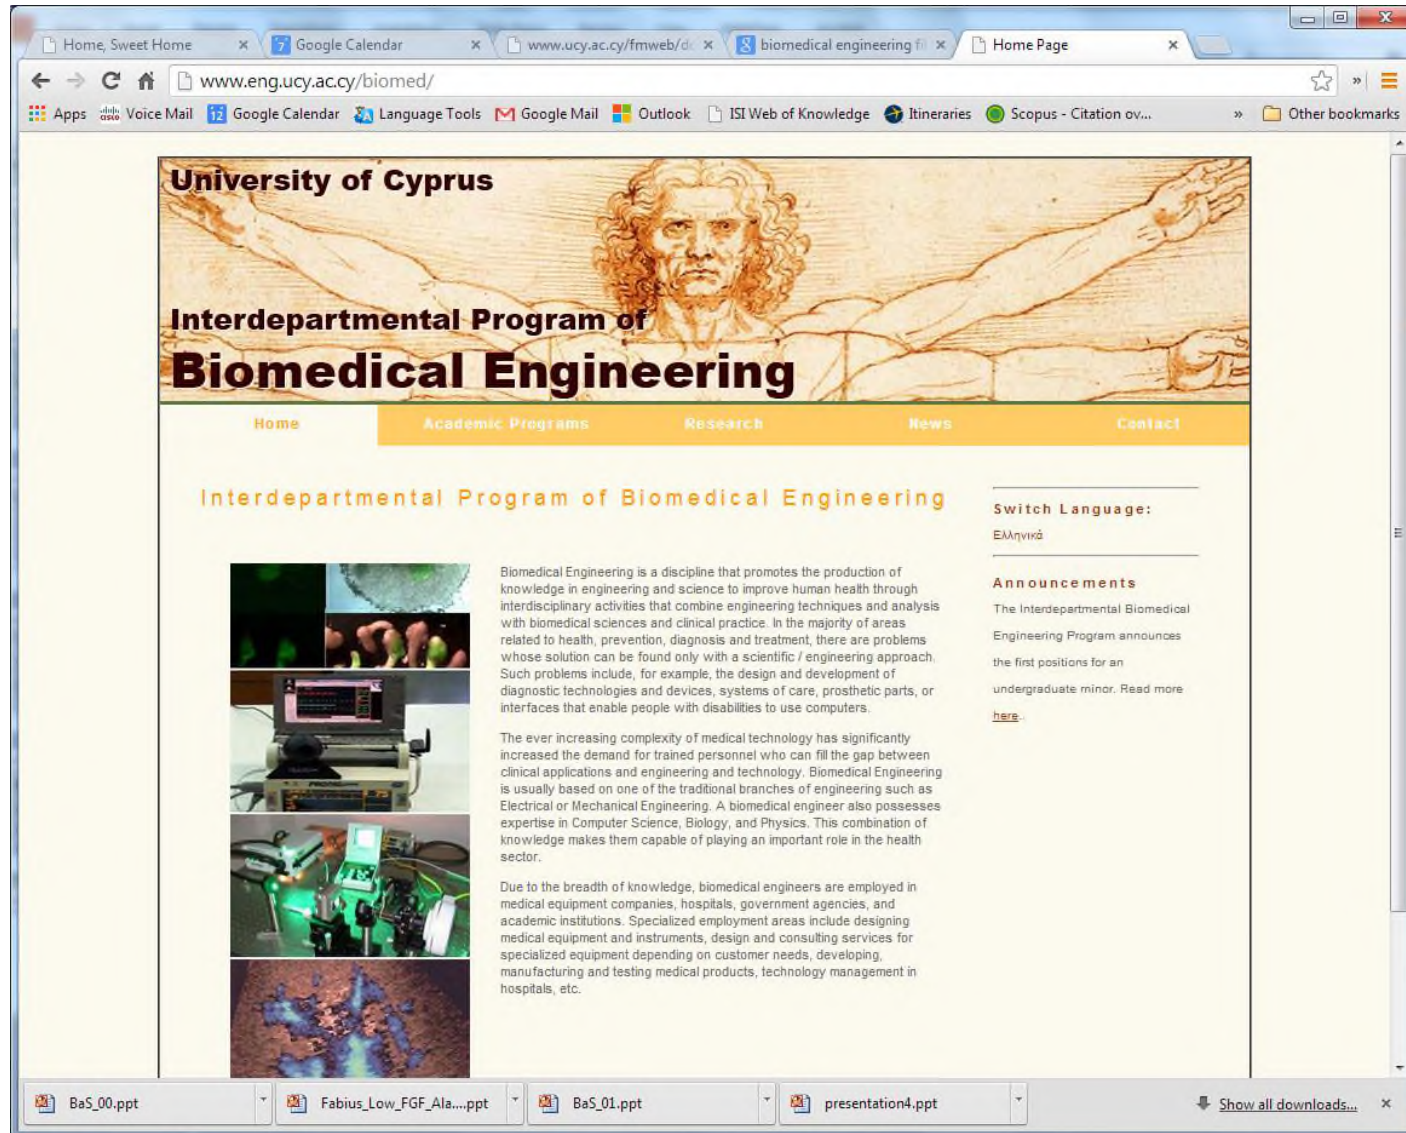 Home, Sweet Home
Google Calendar
www.ucy.ac.cy/fmweb/d
biomedical engineering fi
Home Page
www.eng.ucy.ac.cy/biomed/
Apps Voice Mail 12 Google Calendar Language Tools Google Mail Outlook ISI Web of Knowledge Itineraries Scopus - Citation ov... » Other bookmarks
University of Cyprus
Interdepartmental Program of
Biomedical Engineering
Home Academic Programs Research News Contact
Interdepartmental Program of Biomedical Engineering
Biomedical Engineering is a discipline that promotes the production of
knowledge in engineering and science to improve human health through
interdisciplinary activities that combine engineering techniques and analysis
with biomedical sciences and clinical practice. In the majority of areas
related to health, prevention, diagnosis and treatment, there are problems
whose solution can be found only with a scientific / engineering approach.
Such problems include, for example, the design and development of
diagnostic technologies and devices, systems of care, prosthetic parts, or
interfaces that enable people with disabilities to use computers.
The ever increasing complexity of medical technology has significantly
increased the demand for trained personnel who can fill the gap between
clinical applications and engineering and technology. Biomedical Engineering
is usually based on one of the traditional branches of engineering such as
Electrical or Mechanical Engineering. A biomedical engineer also possesses
expertise in Computer Science, Biology, and Physics. This combination of
knowledge makes them capable of playing an important role in the health
sector.
Due to the breadth of knowledge, biomedical engineers are employed in
medical equipment companies, hospitals, government agencies, and
academic institutions. Specialized employment areas include designing
medical equipment and instruments, design and consulting services for
specialized equipment depending on customer needs, developing,
manufacturing and testing medical products, technology management in
hospitals, etc.
Switch Language:
Ελληνικά
Announcements
The Interdepartmental Biomedical
Engineering Program announces
the first positions for an
undergraduate minor. Read more
here.
BaS_00.ppt Fabius_Low_FGF_Ala....ppt BaS_01.ppt presentation4.ppt Show all downloads...